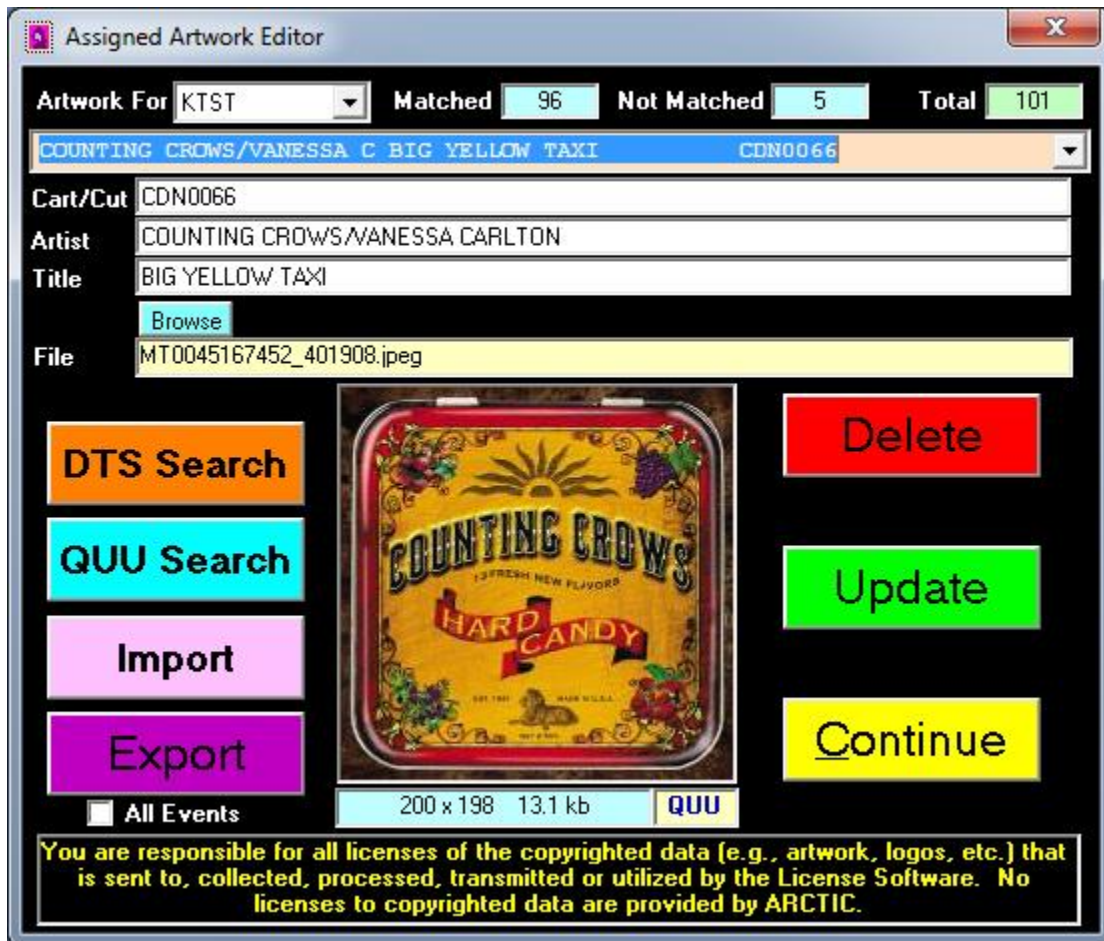 Assigned Artwork Editor
Artwork For KTST Matched 96 Not Matched 5 Total 101
COUNTING CROWS/VANESSA C BIG YELLOW TAXI CDN0066
Cart/Cut CDN0066
Artist COUNTING CROWS/VANESSA CARLTON
Title BIG YELLOW TAXI
Browse
File MT0045167452_401908.jpeg
DTS Search
QUU Search
Import
Export
All Events
COUNTING CROWS
13 FRESH NEW FLAVORS
HARD
CANDY
200 x 198 13.1 kb QUU
Delete
Update
Continue
You are responsible for all licenses of the copyrighted data (e.g., artwork, logos, etc.) that
is sent to, collected, processed, transmitted or utilized by the License Software. No
licenses to copyrighted data are provided by ARCTIC.